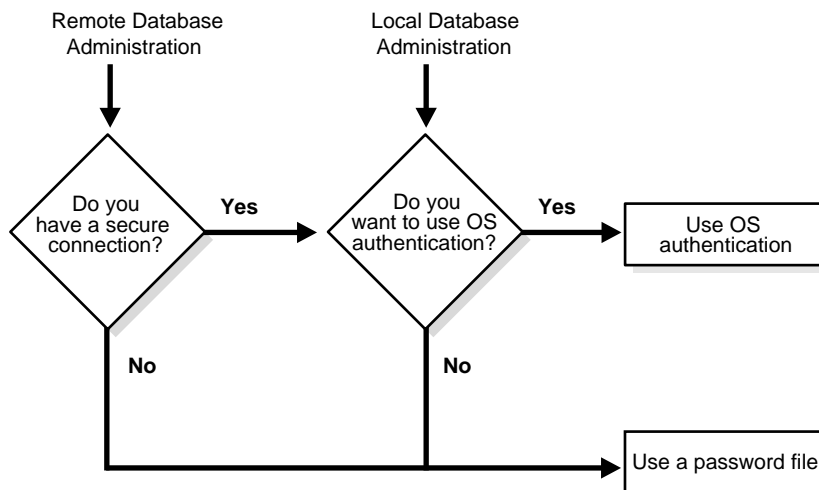 Remote Database
Administration
Local Database
Administration
Do you
have a secure
connection?
Yes
Do you
want to use OS
authentication?
Yes
Use OS
authentication
No
No
Use a password file